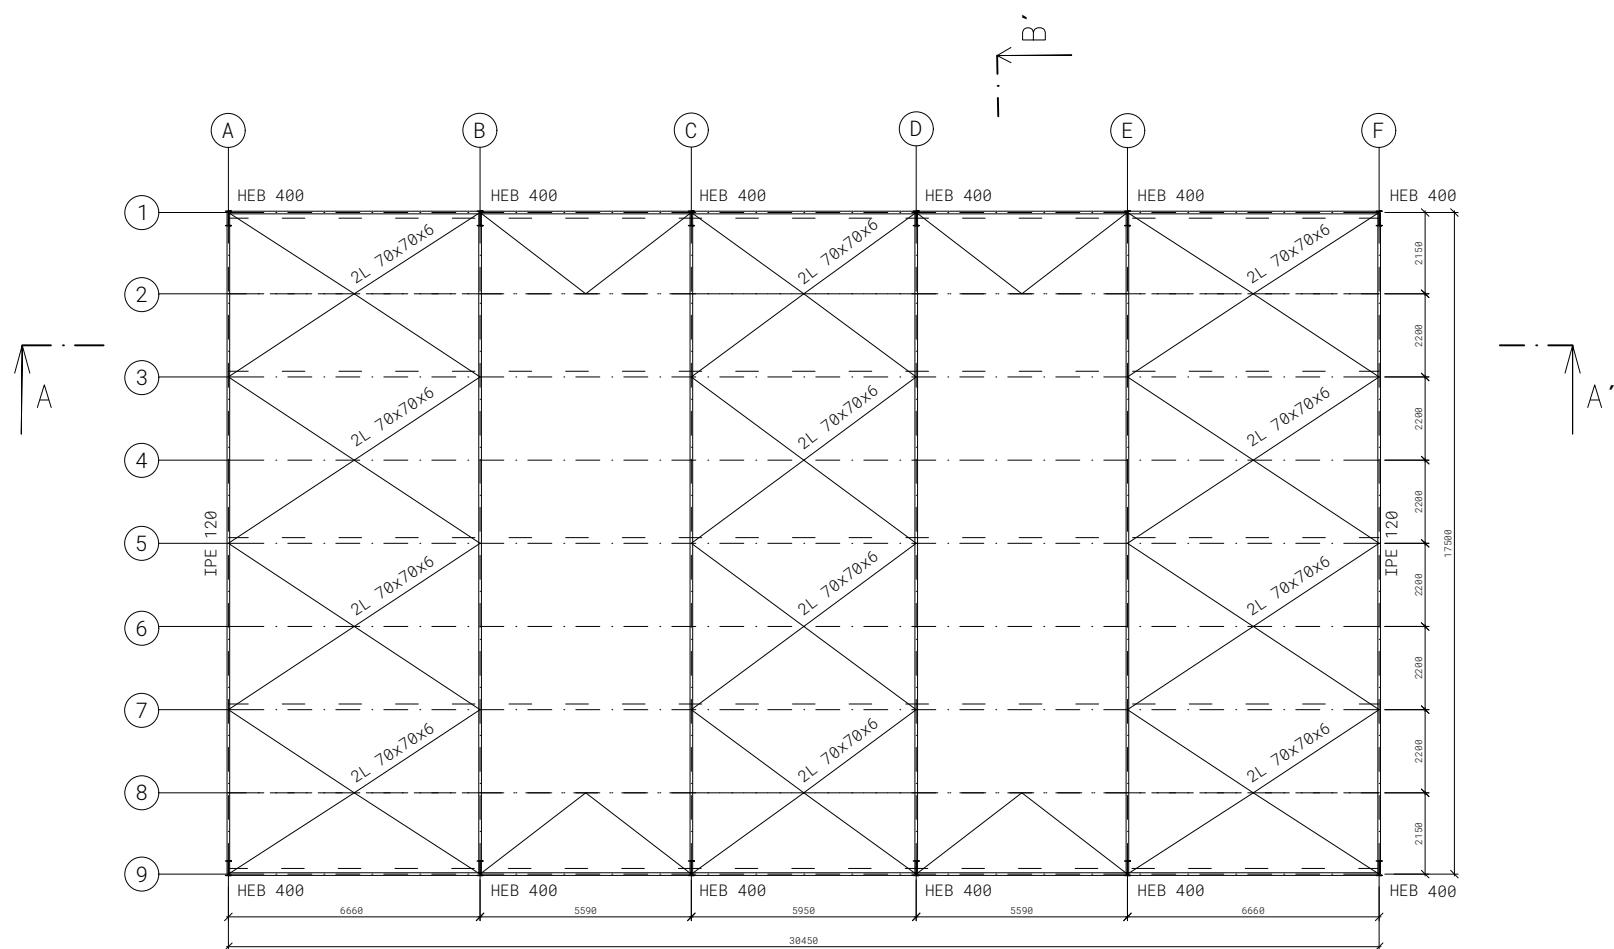 B'
A B C D E F
HEB 400 HEB 400 HEB 400 HEB 400 HEB 400 HEB 400
1
2L 70x70x6 2L 70x70x6 2L 70x70x6
2150
2
2200
A A'
3
2L 70x70x6 2L 70x70x6 2L 70x70x6
2200
4
2200
IPE 120 IPE 120
17500
5
2L 70x70x6 2L 70x70x6 2L 70x70x6
2200
6
2200
7
2L 70x70x6 2L 70x70x6 2L 70x70x6
2200
8
2150
9
HEB 400 HEB 400 HEB 400 HEB 400 HEB 400 HEB 400
6660 5590 5950 5590 6660
30450